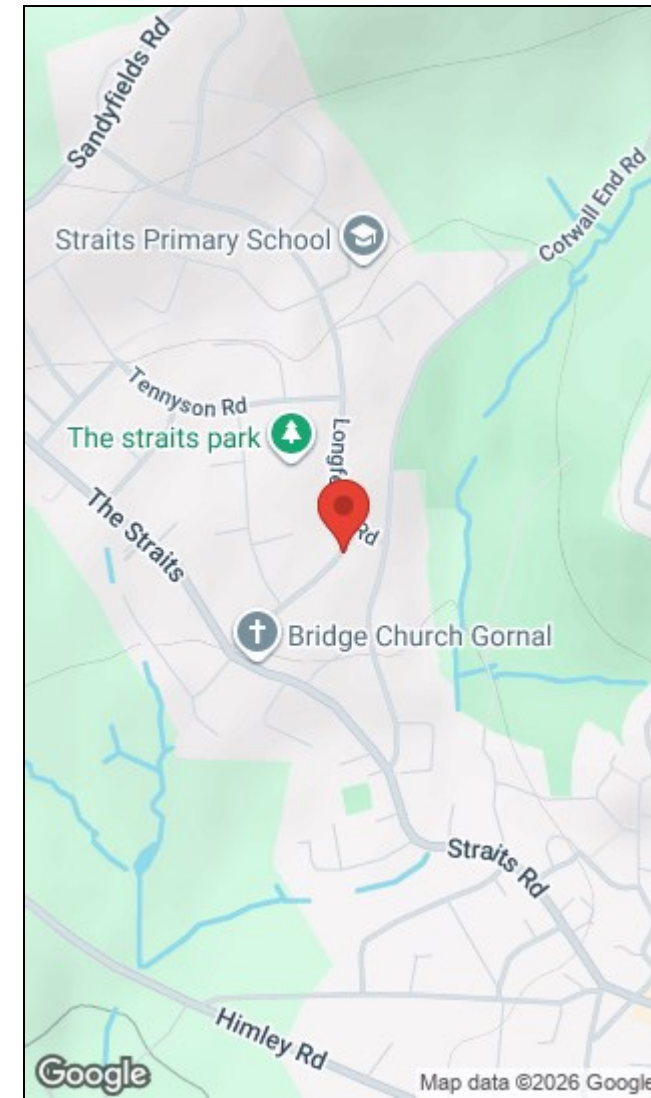 Sandyfields Rd
Cotwall End Rd
Straits Primary School
Tennyson Rd
The straits park
Longfe
Rd
The Straits
Bridge Church Gornal
Straits Rd
Himley Rd
Google
Map data ©2026 Google